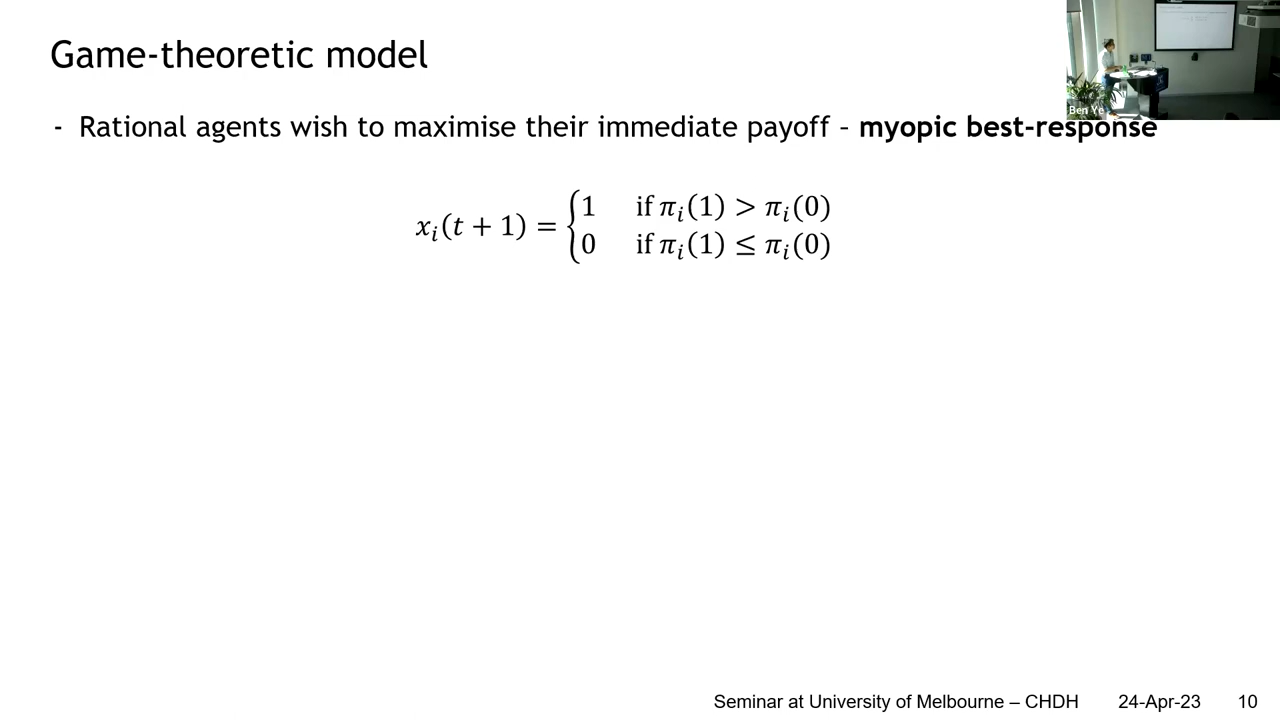 Game-theoretic model
Ben Ye
- Rational agents wish to maximise their immediate payoff – myopic best-response
x_i(t + 1) = { 1 if π_i(1) > π_i(0)
0 if π_i(1) ≤ π_i(0)
Seminar at University of Melbourne – CHDH 24-Apr-23 10